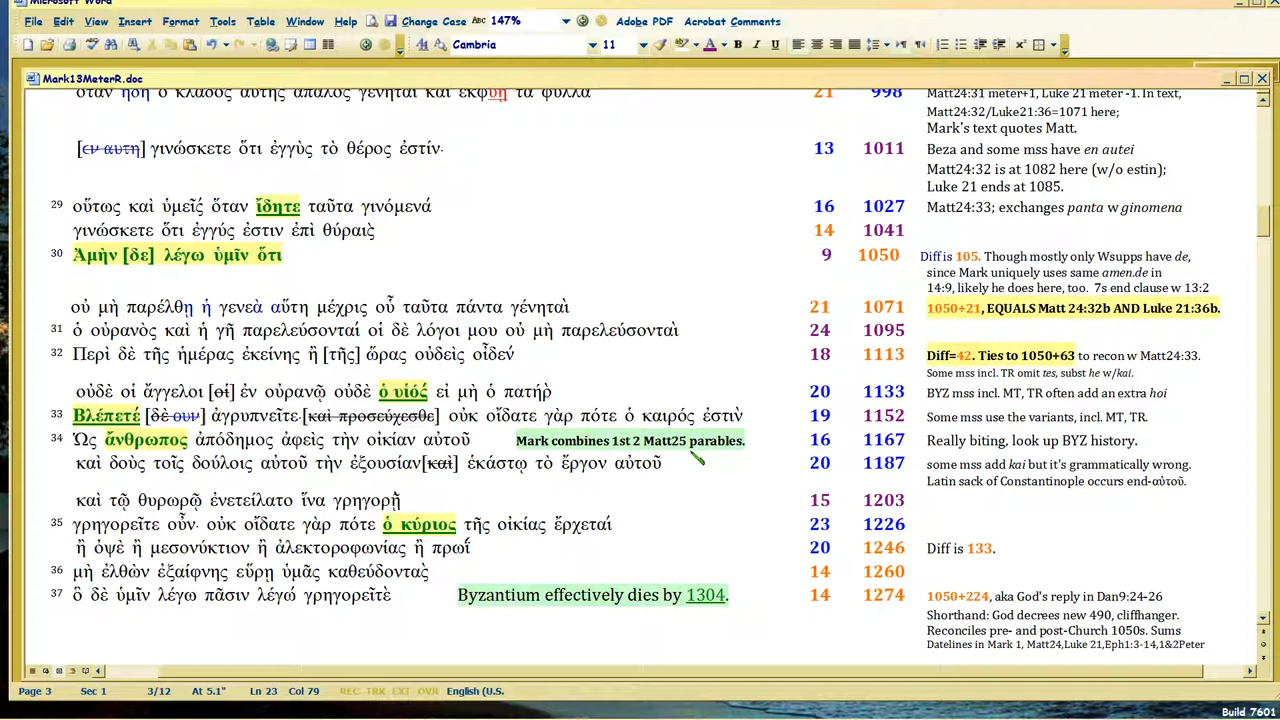 Microsoft Word
File Edit View Insert Format Tools Table Window Help Change Case ABC 147% Adobe PDF Acrobat Comments
Cambria 11 B I U
Mark13MeterR.doc
ὅταν ἤδη ὁ κλάδος αὐτῆς ἁπαλὸς γένηται καὶ ἐκφυῇ τὰ φύλλα 21 998 Matt24:31 meter+1, Luke 21 meter -1. In text,
Matt24:32/Luke21:36=1071 here;
Mark's text quotes Matt.
[εν αυτη] γινώσκετε ὅτι ἐγγὺς τὸ θέρος ἐστίν· 13 1011 Beza and some mss have en autei
Matt24:32 is at 1082 here (w/o estin);
Luke 21 ends at 1085.
29 οὕτως καὶ ὑμεῖς ὅταν ἴδητε ταῦτα γινόμενά 16 1027 Matt24:33; exchanges panta w ginomena
γινώσκετε ὅτι ἐγγύς ἐστιν ἐπὶ θύραις 14 1041
30 Ἀμὴν [δε] λέγω ὑμῖν ὅτι 9 1050 Diff is 105. Though mostly only Wsupps have de,
since Mark uniquely uses same amen.de in
14:9, likely he does here, too. 7s end clause w 13:2
οὐ μὴ παρέλθῃ ἡ γενεὰ αὕτη μέχρις οὗ ταῦτα πάντα γένηται 21 1071 1050+21, EQUALS Matt 24:32b AND Luke 21:36b.
31 ὁ οὐρανὸς καὶ ἡ γῆ παρελεύσονταί οἱ δὲ λόγοι μου οὐ μὴ παρελεύσονται 24 1095
32 Περὶ δὲ τῆς ἡμέρας ἐκείνης ἢ [τῆς] ὥρας οὐδεὶς οἶδεν 18 1113 Diff=42. Ties to 1050+63 to recon w Matt24:33.
Some mss incl. TR omit tes, subst he w/kai.
οὐδὲ οἱ ἄγγελοι [οἱ] ἐν οὐρανῷ οὐδὲ ὁ υἱός εἰ μὴ ὁ πατήρ 20 1133 BYZ mss incl. MT, TR often add an extra hoi
33 Βλέπετέ [δὲ ουν] ἀγρυπνεῖτε [καὶ προσεύχεσθε] οὐκ οἴδατε γὰρ πότε ὁ καιρός ἐστιν 19 1152 Some mss use the variants, incl. MT, TR.
34 Ὡς ἄνθρωπος ἀπόδημος ἀφεὶς τὴν οἰκίαν αὐτοῦ Mark combines 1st 2 Matt25 parables. 16 1167 Really biting, look up BYZ history.
καὶ δοὺς τοῖς δούλοις αὐτοῦ τὴν ἐξουσίαν[καὶ] ἑκάστῳ τὸ ἔργον αὐτοῦ 20 1187 some mss add kai but it's grammatically wrong.
Latin sack of Constantinople occurs end-αὐτοῦ.
καὶ τῷ θυρωρῷ ἐνετείλατο ἵνα γρηγορῇ 15 1203
35 γρηγορεῖτε οὖν· οὐκ οἴδατε γὰρ πότε ὁ κύριος τῆς οἰκίας ἔρχεταί 23 1226
ἢ ὀψὲ ἢ μεσονύκτιον ἢ ἀλεκτοροφωνίας ἢ πρωΐ 20 1246 Diff is 133.
36 μὴ ἐλθὼν ἐξαίφνης εὕρῃ ὑμᾶς καθεύδοντας 14 1260
37 ὃ δὲ ὑμῖν λέγω πᾶσιν λέγώ γρηγορεῖτε Byzantium effectively dies by 1304. 14 1274 1050+224, aka God's reply in Dan9:24-26
Shorthand: God decrees new 490, cliffhanger.
Reconciles pre- and post-Church 1050s. Sums
Datelines in Mark 1, Matt24,Luke 21,Eph1:3-14,1&2Peter
Page 3 Sec 1 3/12 At 5.1" Ln 23 Col 79 REC TRK EXT OVR English (U.S.
Build 7601